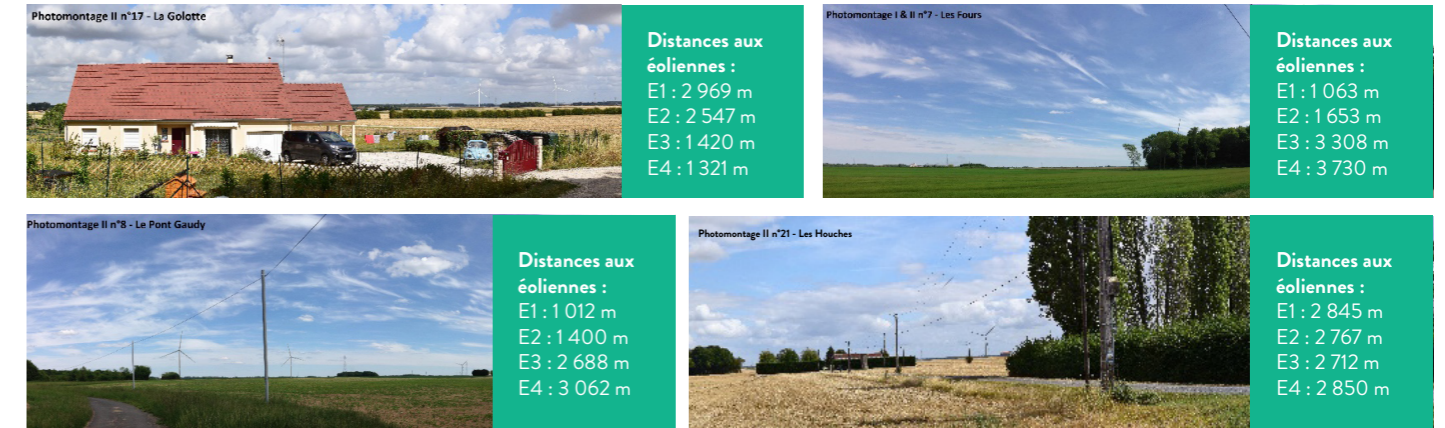 Photomontage II n°17 - La Golotte
Distances aux
éoliennes :
E1 : 2 969 m
E2 : 2 547 m
E3 : 1 420 m
E4 : 1 321 m
Photomontage I & II n°7 - Les Fours
Distances aux
éoliennes :
E1 : 1 063 m
E2 : 1 653 m
E3 : 3 308 m
E4 : 3 730 m
Photomontage II n°8 - Le Pont Gaudy
Distances aux
éoliennes :
E1 : 1 012 m
E2 : 1 400 m
E3 : 2 688 m
E4 : 3 062 m
Photomontage II n°21 - Les Houches
Distances aux
éoliennes :
E1 : 2 845 m
E2 : 2 767 m
E3 : 2 712 m
E4 : 2 850 m